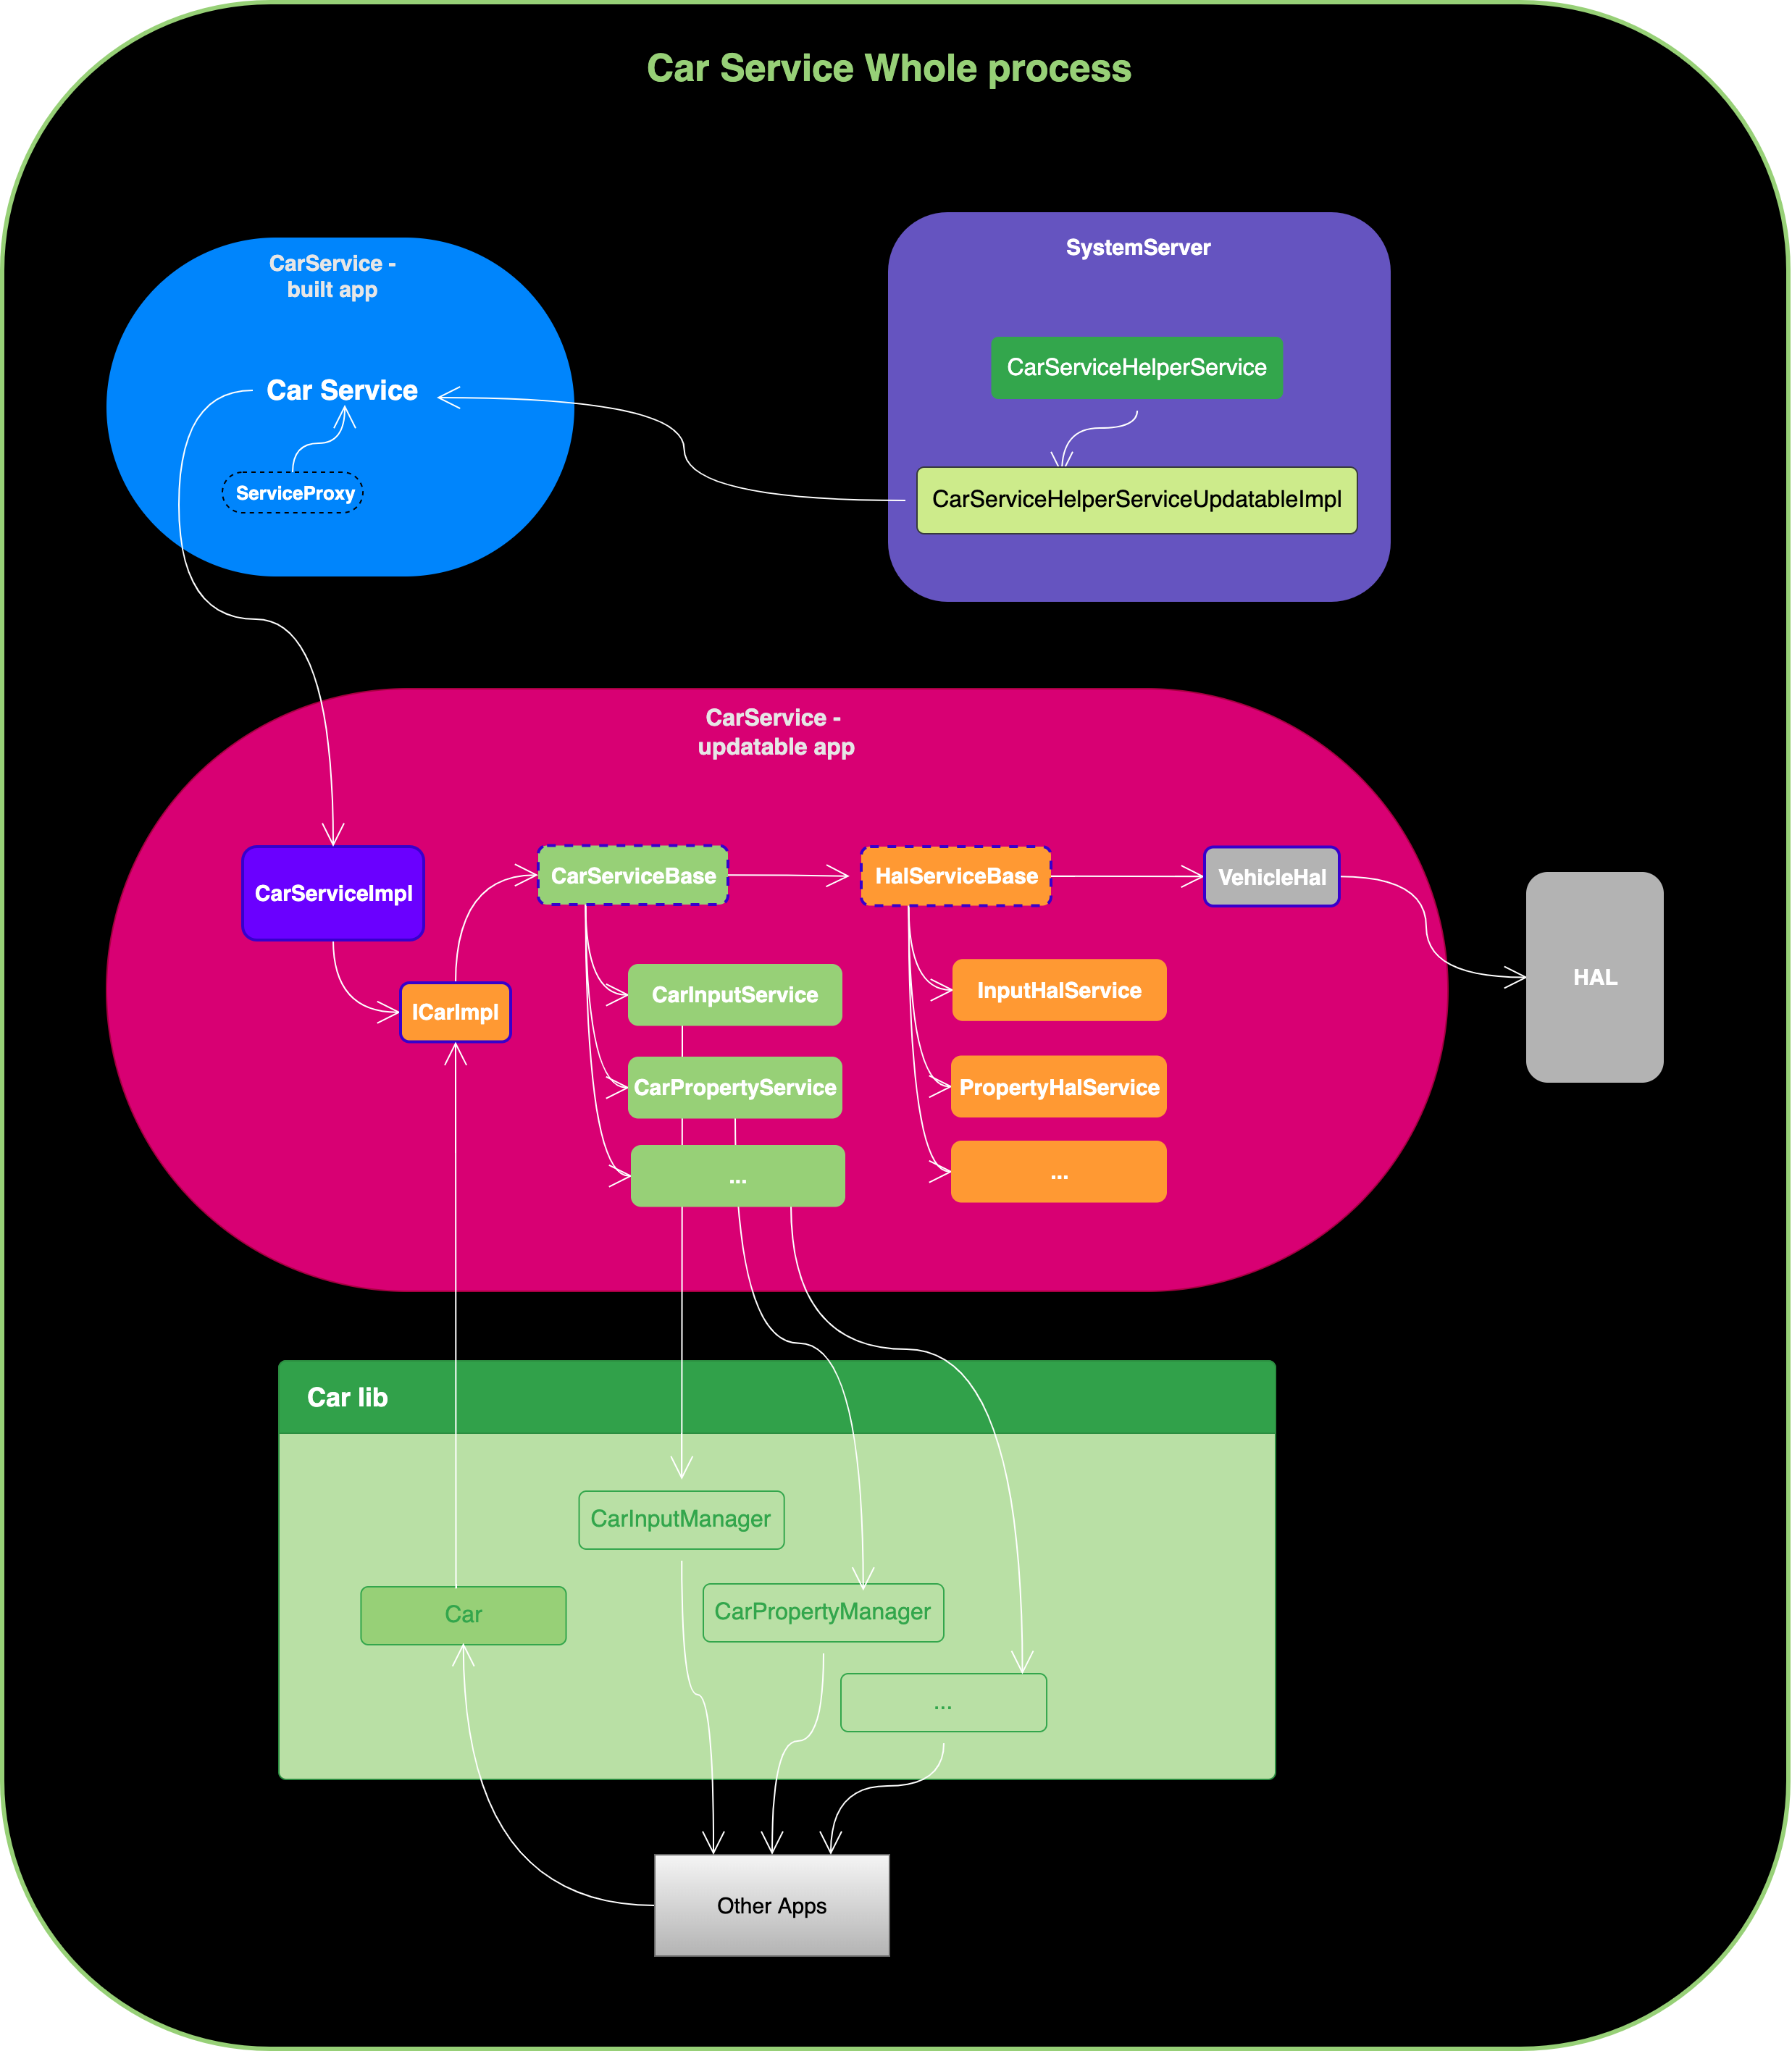 Car Service Whole process
CarService -
built app
Car Service
ServiceProxy
SystemServer
CarServiceHelperService
CarServiceHelperServiceUpdatableImpl
CarService -
updatable app
CarServiceImpl
ICarImpl
CarServiceBase
HalServiceBase
VehicleHal
HAL
CarInputService
InputHalService
CarPropertyService
PropertyHalService
...
...
Car lib
CarInputManager
Car
CarPropertyManager
...
Other Apps